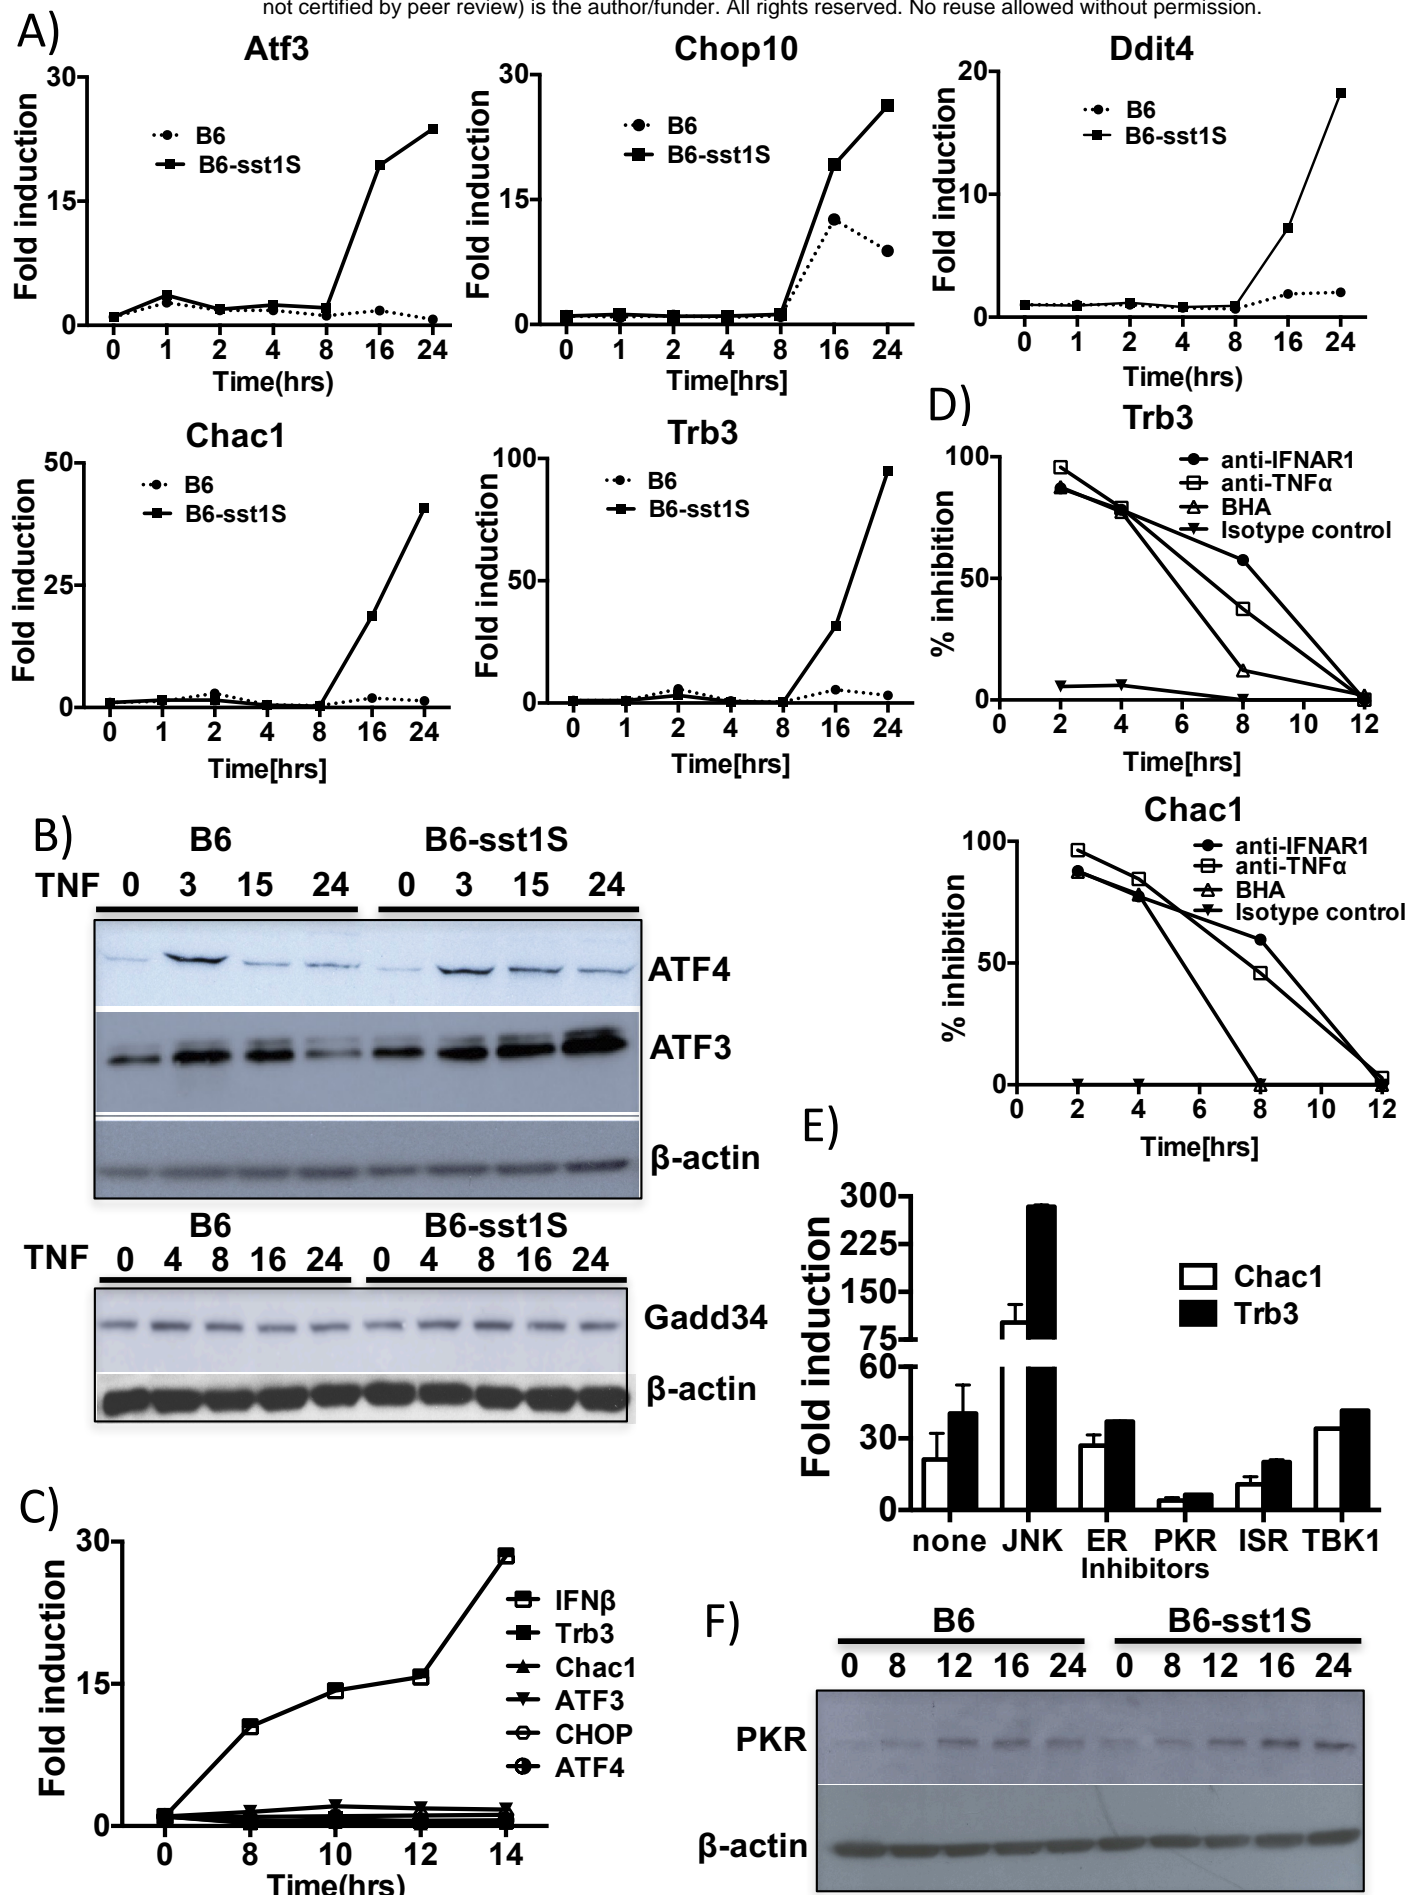 not certified by peer review) is the author/funder. All rights reserved. No reuse allowed without permission.
A)
Atf3
Fold induction
30
15
0
B6
B6-sst1S
0 1 2 4 8 16 24
Time(hrs)
Chop10
Fold induction
30
15
0
B6
B6-sst1S
0 1 2 4 8 16 24
Time[hrs]
Ddit4
Fold induction
20
10
0
B6
B6-sst1S
0 1 2 4 8 16 24
Time(hrs)
Chac1
Fold induction
50
25
0
B6
B6-sst1S
0 1 2 4 8 16 24
Time[hrs]
Trb3
Fold induction
100
50
0
B6
B6-sst1S
0 1 2 4 8 16 24
Time[hrs]
D)
Trb3
% inhibition
100
50
0
anti-IFNAR1
anti-TNFα
BHA
Isotype control
0 2 4 6 8 10 12
Time[hrs]
Chac1
% inhibition
100
50
0
anti-IFNAR1
anti-TNFα
BHA
Isotype control
0 2 4 6 8 10 12
Time[hrs]
B)
B6 B6-sst1S
TNF 0 3 15 24 0 3 15 24
ATF4
ATF3
β-actin
B6 B6-sst1S
TNF 0 4 8 16 24 0 4 8 16 24
Gadd34
β-actin
E)
Fold induction
300
225
150
75
60
30
0
Chac1
Trb3
none JNK ER PKR ISR TBK1
Inhibitors
C)
Fold induction
30
15
0
IFNβ
Trb3
Chac1
ATF3
CHOP
ATF4
0 8 10 12 14
Time(hrs)
F)
B6 B6-sst1S
0 8 12 16 24 0 8 12 16 24
PKR
β-actin